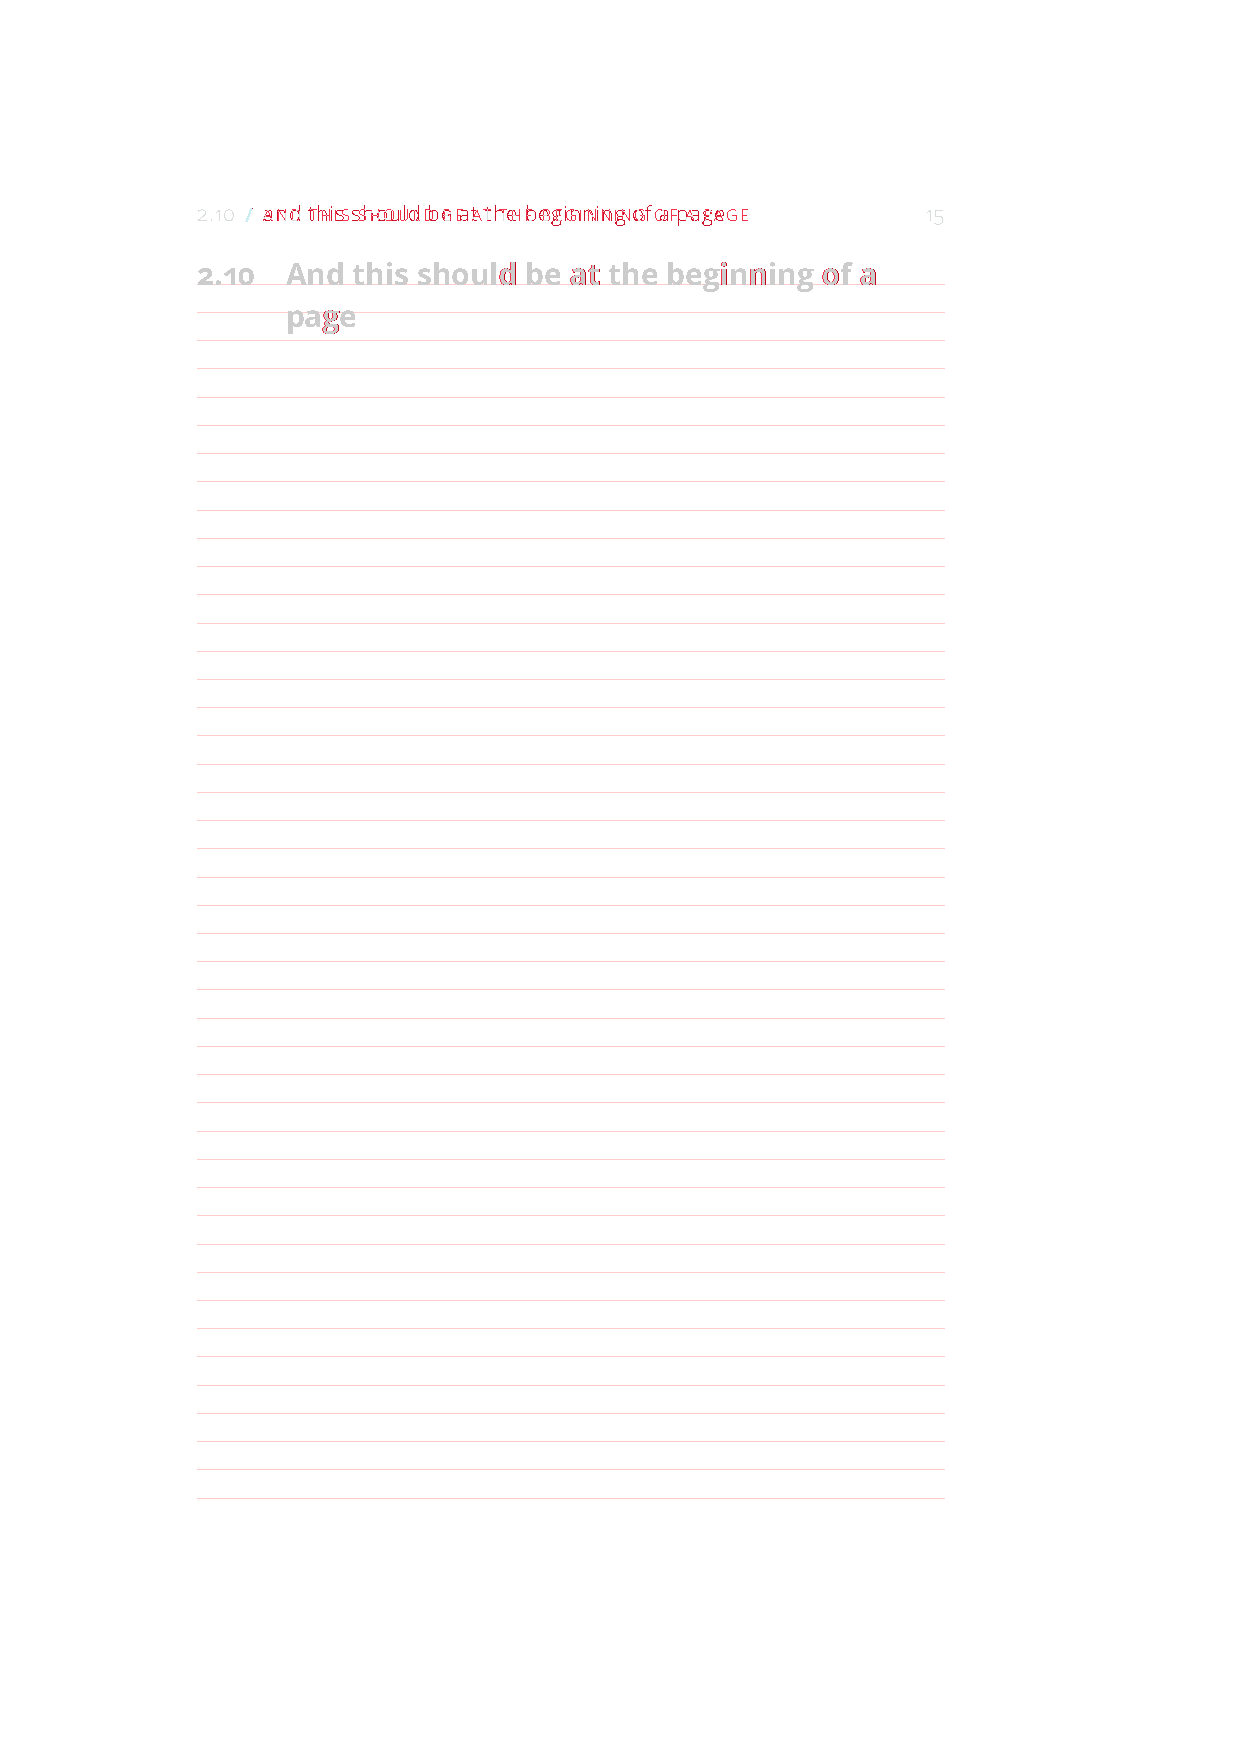 2.10 / and this should be at the beginning of a page 15
2.10 And this should be at the beginning of a
page